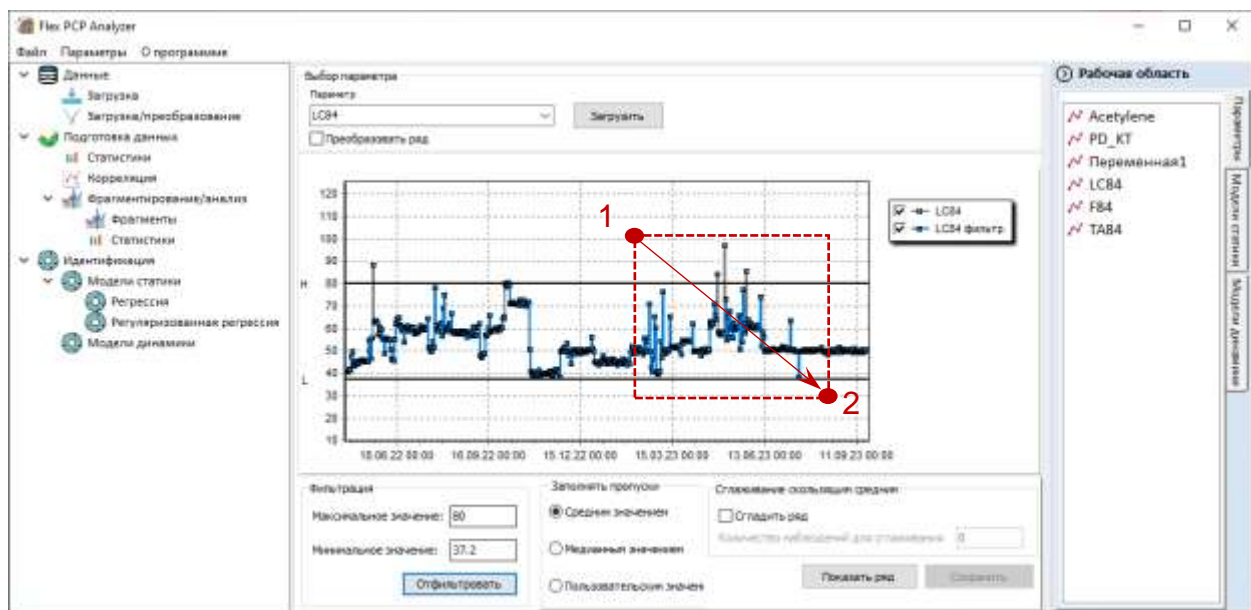 Flex PCP Analyzer
Файл Параметры О программме
Данные
Загрузка
Загрузка/преобразование
Подготовка данных
Статистики
Корреляция
Фрагментирование/анализ
Фрагменты
Статистики
Идентификация
Модели статики
Регрессия
Регуляризованная регрессия
Модели динамики
Выбор параметра
Параметр
LC84
Загрузить
Преобразовать ряд
120
110
100
90
H 80
70
60
50
L 40
30
20
10
18.06.22 00:00 16.09.22 00:00 15.12.22 00:00 15.03.23 00:00 13.06.23 00:00 11.09.23 00:00
1
2
LC84
LC84 фильтр
Фильтрация
Максимальное значение: 80
Минимальное значение: 37.2
Отфильтровать
Заполнять пропуски
Средним значением
Медианным значением
Пользовательским значен
Сглаживание скользящим средним
Сгладить ряд
Количество наблюдений для сглаживания: 0
Показать ряд Сохранить
Рабочая область
Acetylene
PD_KT
Переменная1
LC84
F84
TA84
Параметры
Модели статики
Модели динамики